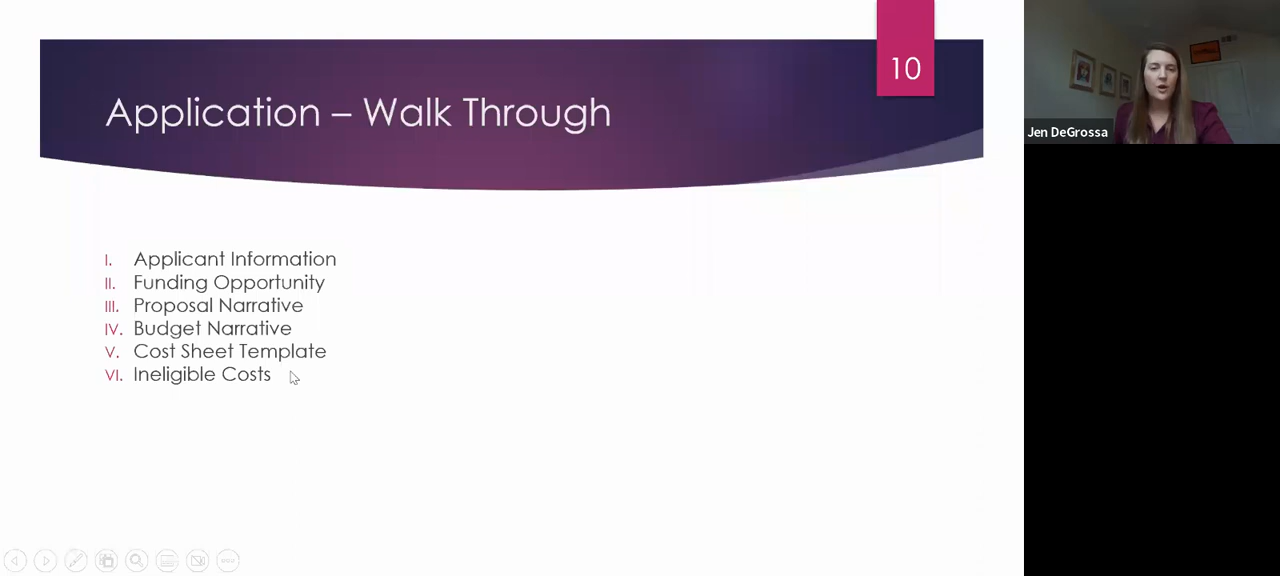 10
Application – Walk Through
I. Applicant Information
II. Funding Opportunity
III. Proposal Narrative
IV. Budget Narrative
V. Cost Sheet Template
VI. Ineligible Costs
Jen DeGrossa